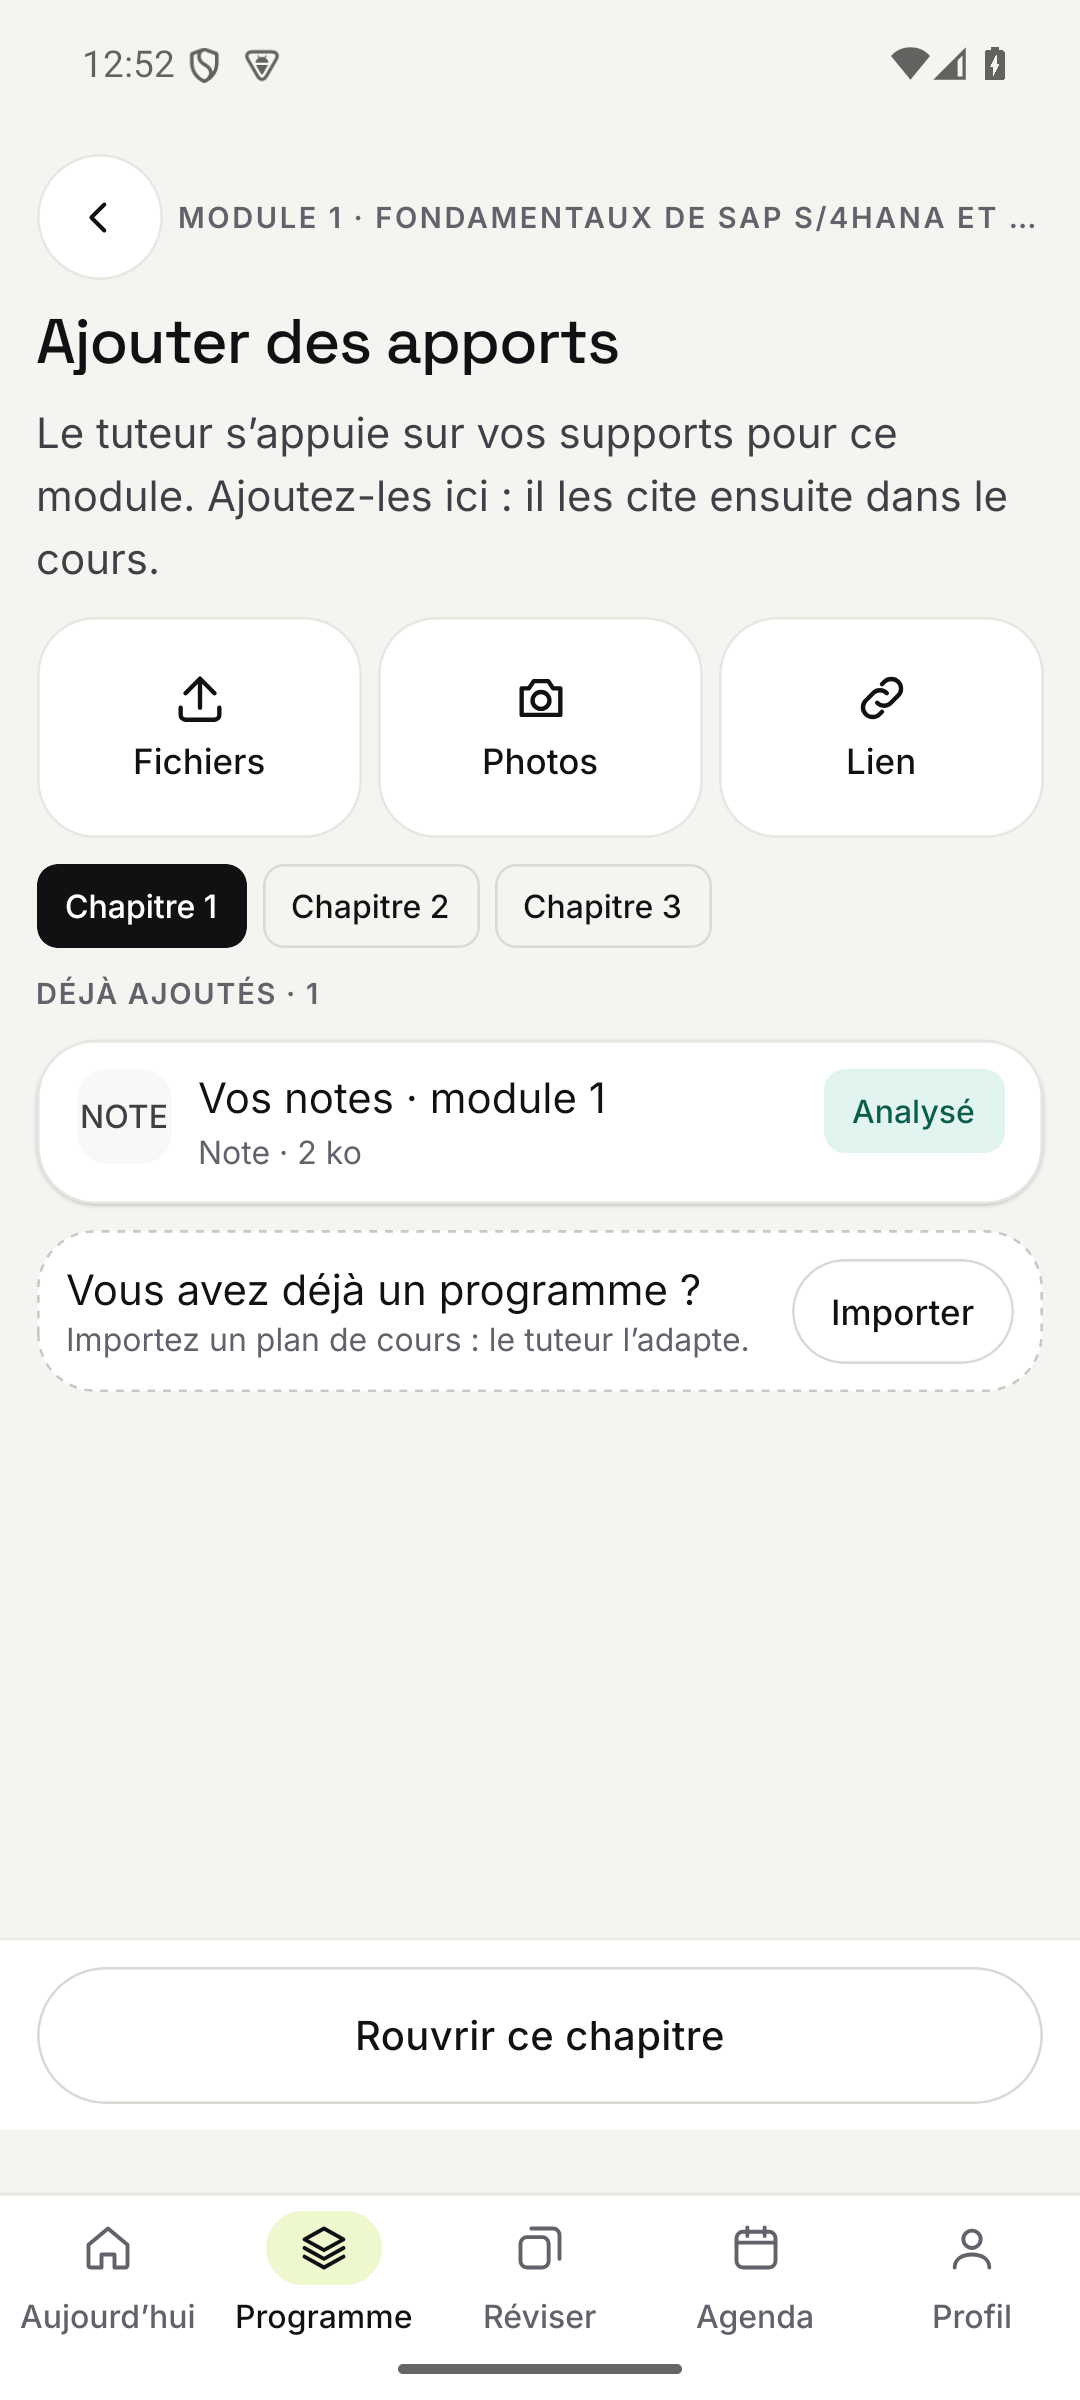 12:52
MODULE 1 · FONDAMENTAUX DE SAP S/4HANA ET ...
Ajouter des apports
Le tuteur s’appuie sur vos supports pour ce
module. Ajoutez-les ici : il les cite ensuite dans le
cours.
Fichiers
Photos
Lien
Chapitre 1
Chapitre 2
Chapitre 3
DÉJÀ AJOUTÉS · 1
NOTE
Vos notes · module 1
Note · 2 ko
Analysé
Vous avez déjà un programme ?
Importez un plan de cours : le tuteur l’adapte.
Importer
Rouvrir ce chapitre
Aujourd’hui
Programme
Réviser
Agenda
Profil